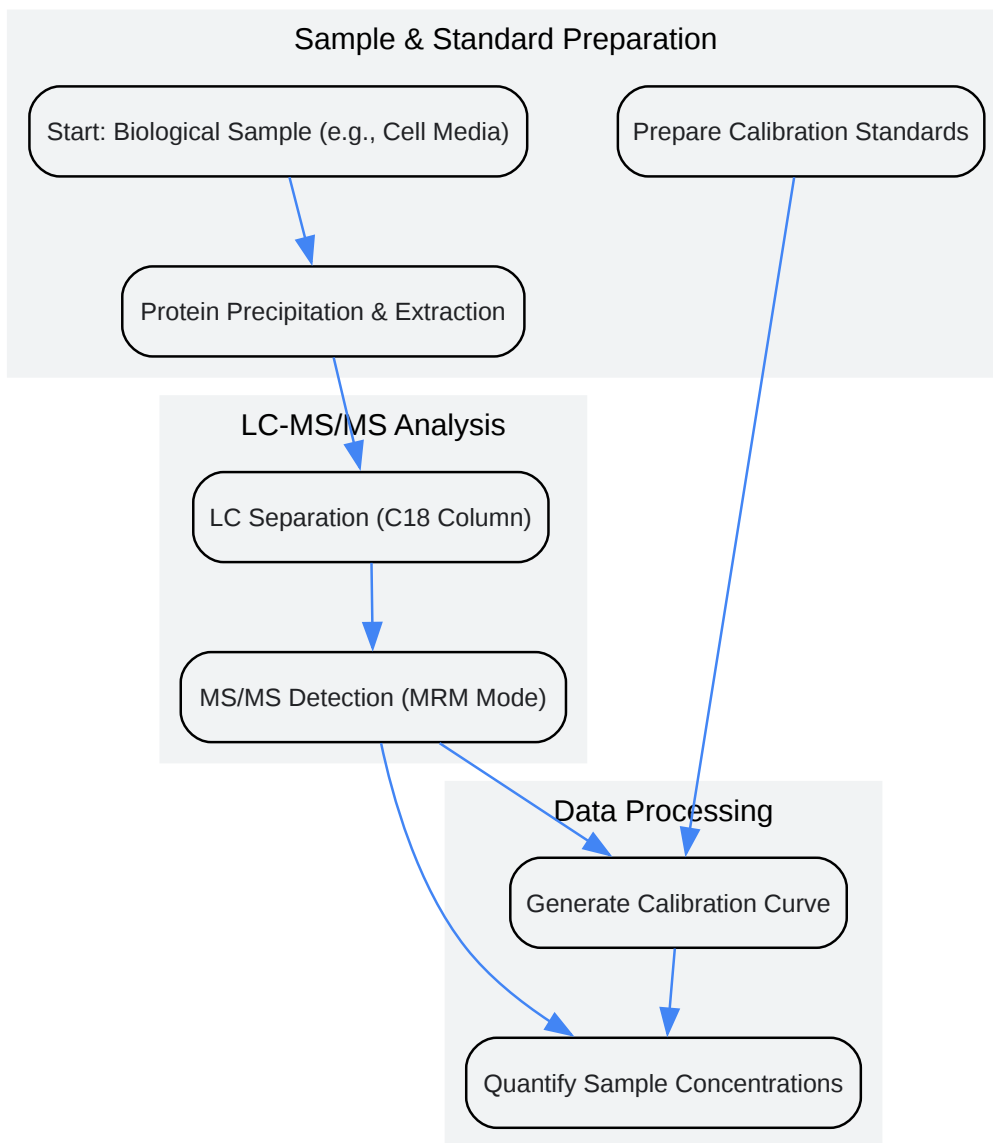 Sample & Standard Preparation
Start: Biological Sample (e.g., Cell Media)
Prepare Calibration Standards
Protein Precipitation & Extraction
LC-MS/MS Analysis
LC Separation (C18 Column)
MS/MS Detection (MRM Mode)
Data Processing
Generate Calibration Curve
Quantify Sample Concentrations